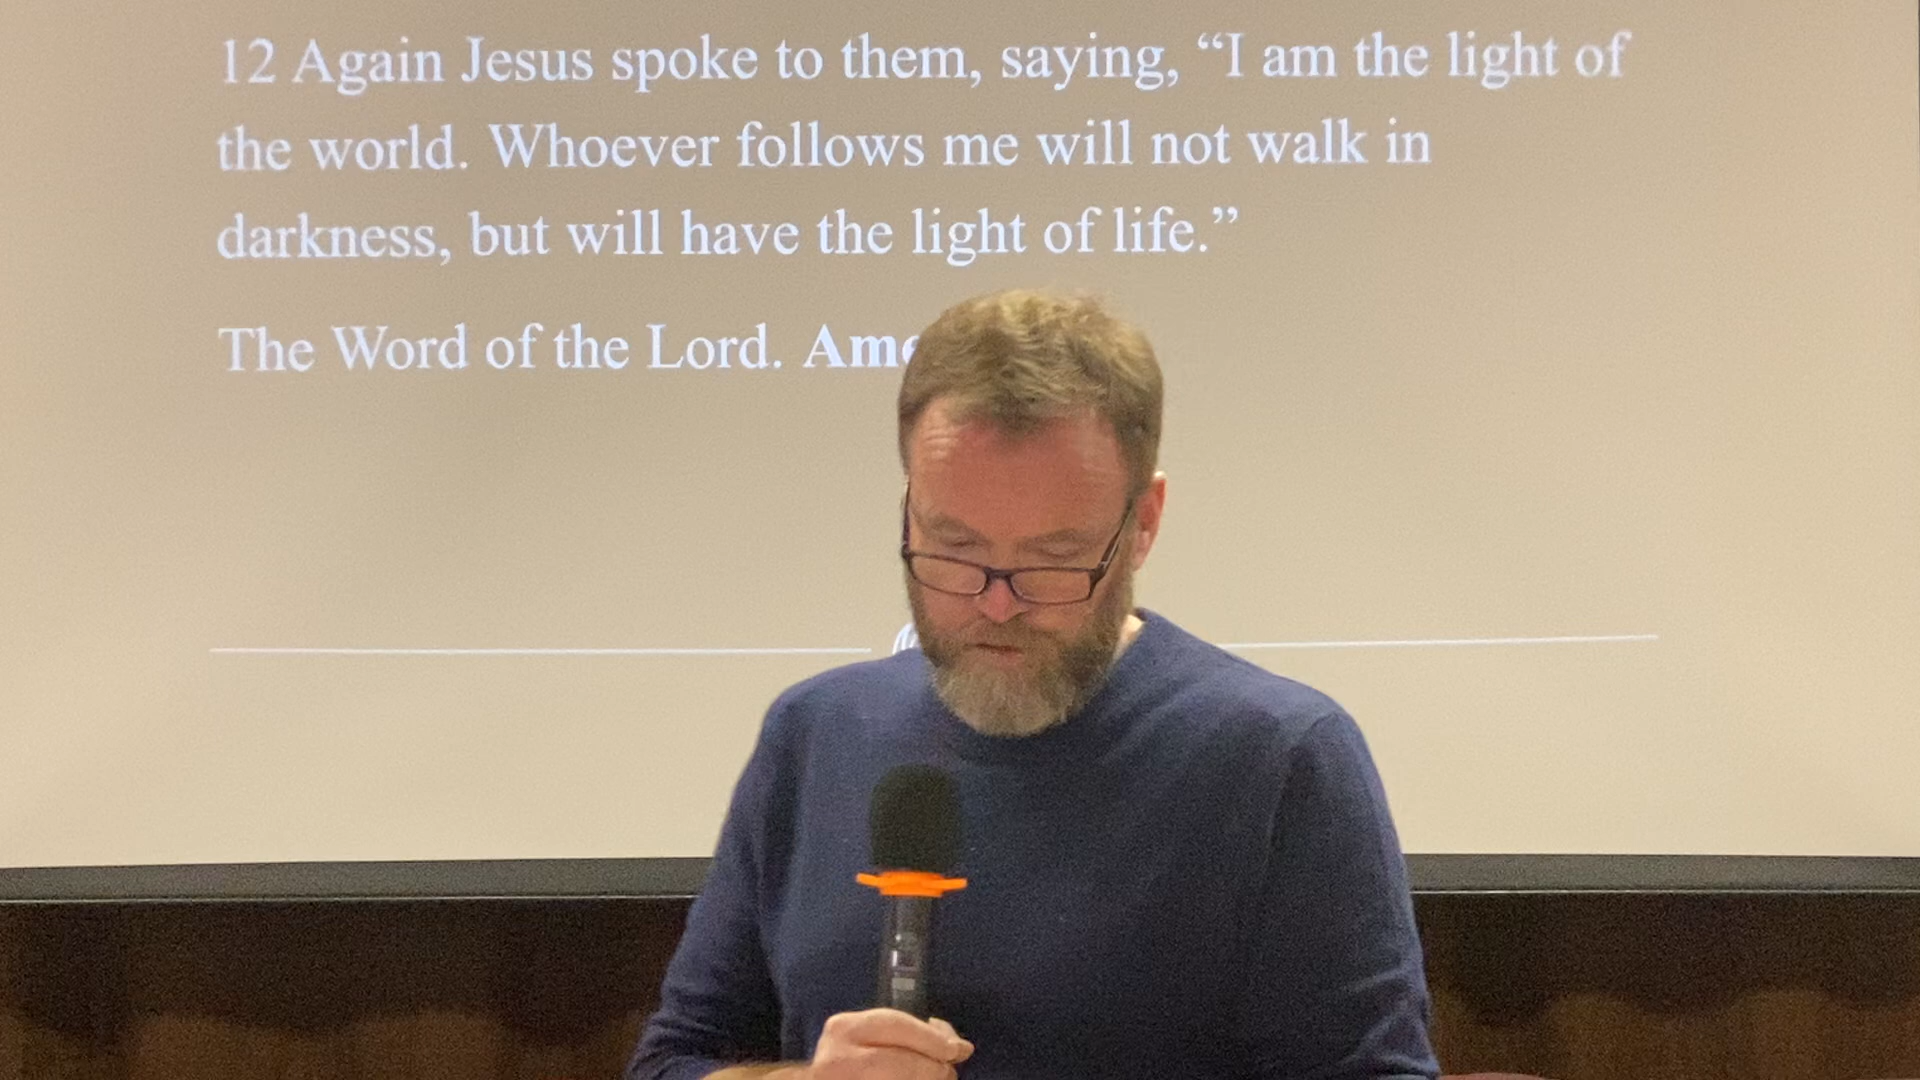 12 Again Jesus spoke to them, saying, “I am the light of
the world. Whoever follows me will not walk in
darkness, but will have the light of life.”
The Word of the Lord.